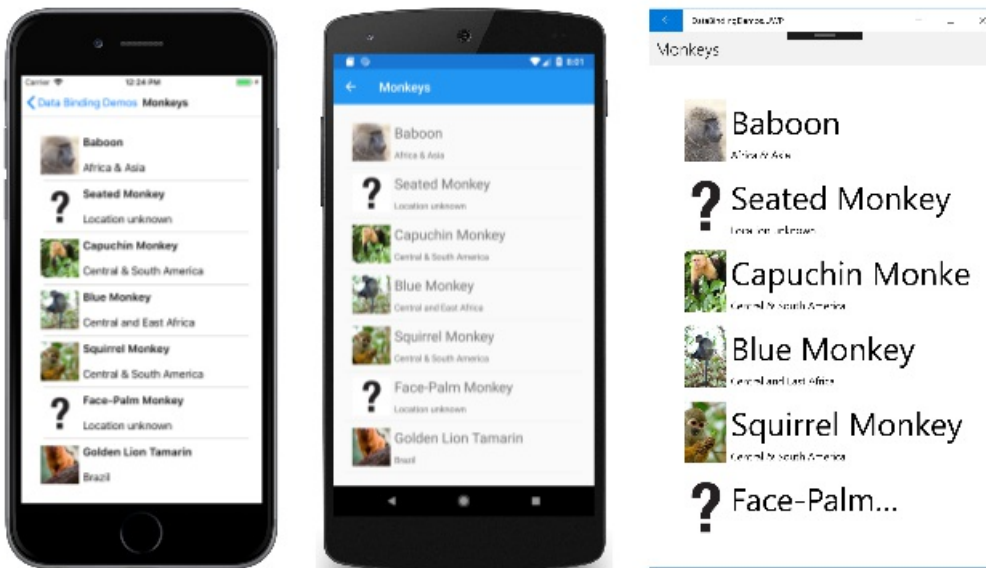 Carrier 12:24 PM
Data Binding Demos Monkeys
Baboon
Africa & Asia
Seated Monkey
Location unknown
Capuchin Monkey
Central & South America
Blue Monkey
Central and East Africa
Squirrel Monkey
Central & South America
Face-Palm Monkey
Location unknown
Golden Lion Tamarin
Brazil
8:01
Monkeys
Baboon
Africa & Asia
Seated Monkey
Location unknown
Capuchin Monkey
Central & South America
Blue Monkey
Central and East Africa
Squirrel Monkey
Central & South America
Face-Palm Monkey
Location unknown
Golden Lion Tamarin
Brazil
DataBindingDemos.UWP
Monkeys
Baboon
Africa & Asia
? Seated Monkey
Location unknown
Capuchin Monke
Central & South America
Blue Monkey
Central and East Africa
Squirrel Monkey
Central & South America
? Face-Palm...